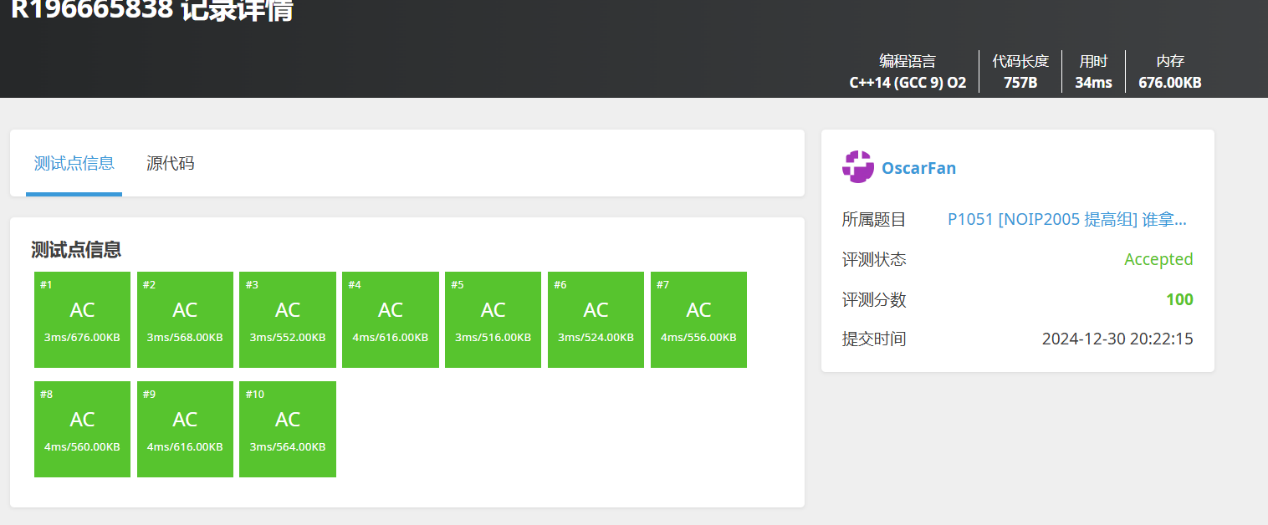 R196665838 记录详情
编程语言 代码长度 用时 内存
C++14 (GCC 9) O2 757B 34ms 676.00KB
测试点信息 源代码
测试点信息
#1 #2 #3 #4 #5 #6 #7
AC AC AC AC AC AC AC
3ms/676.00KB 3ms/568.00KB 3ms/552.00KB 4ms/616.00KB 3ms/516.00KB 3ms/524.00KB 4ms/556.00KB
#8 #9 #10
AC AC AC
4ms/560.00KB 4ms/616.00KB 3ms/564.00KB
OscarFan
所属题目 P1051 [NOIP2005 提高组] 谁拿...
评测状态 Accepted
评测分数 100
提交时间 2024-12-30 20:22:15